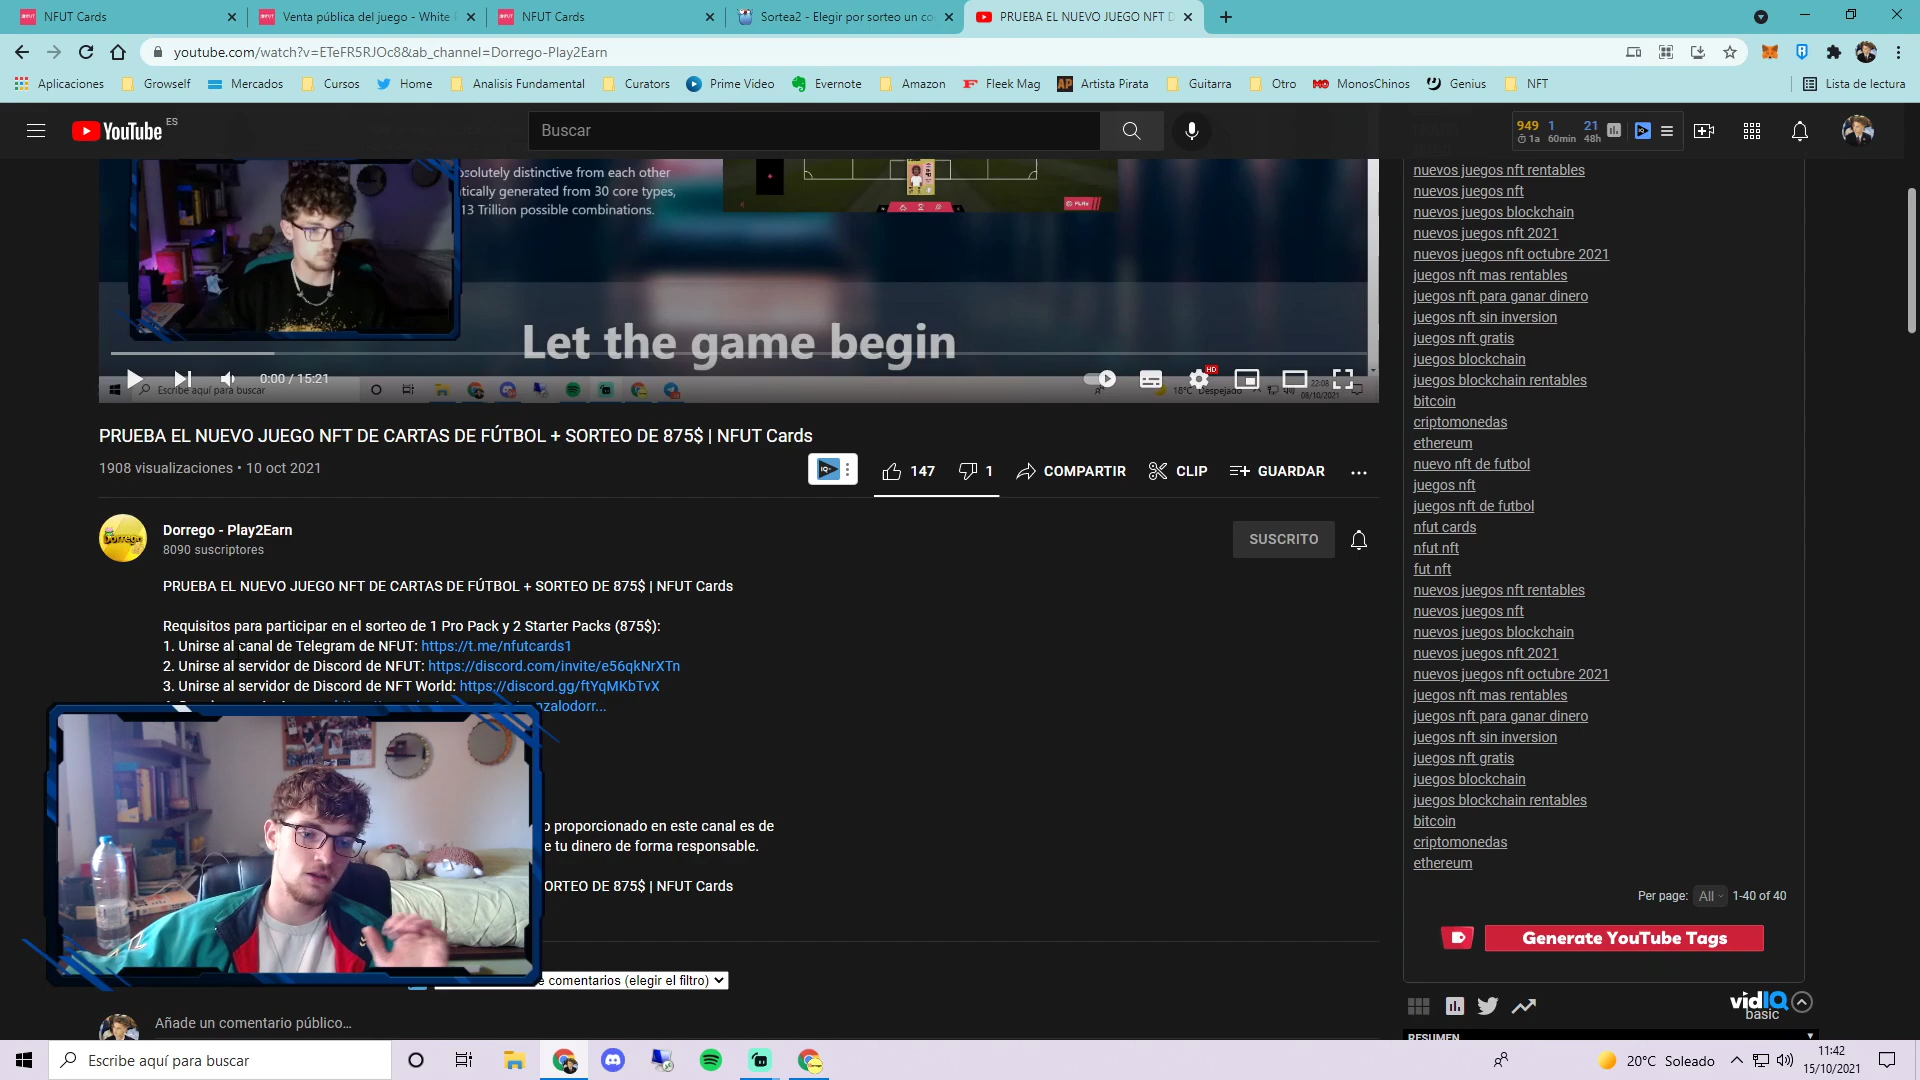 NFUT Cards
Venta pública del juego - White
NFUT Cards
Sortea2 - Elegir por sorteo un co
PRUEBA EL NUEVO JUEGO NFT D
youtube.com/watch?v=ETeFR5RJOc8&ab_channel=Dorrego-Play2Earn
Aplicaciones
Growself
Mercados
Cursos
Home
Analisis Fundamental
Curators
Prime Video
Evernote
Amazon
Fleek Mag
Artista Pirata
Guitarra
Otro
MonosChinos
Genius
NFT
Lista de lectura
YouTube ES
Buscar
949 1 21
1a 60min 48h
osolutely distinctive from each other
atically generated from 30 core types,
13 Trillion possible combinations.
PLAY
Let the game begin
0:00 / 15:21
HD
Escribe aquí para buscar
18°C Despejado
22:08
08/10/2021
PRUEBA EL NUEVO JUEGO NFT DE CARTAS DE FÚTBOL + SORTEO DE 875$ | NFUT Cards
1908 visualizaciones • 10 oct 2021
147
1
COMPARTIR
CLIP
GUARDAR
Dorrego
Dorrego - Play2Earn
8090 suscriptores
SUSCRITO
PRUEBA EL NUEVO JUEGO NFT DE CARTAS DE FÚTBOL + SORTEO DE 875$ | NFUT Cards
Requisitos para participar en el sorteo de 1 Pro Pack y 2 Starter Packs (875$):
1. Unirse al canal de Telegram de NFUT: https://t.me/nfutcards1
2. Unirse al servidor de Discord de NFUT: https://discord.com/invite/e56qkNrXTn
3. Unirse al servidor de Discord de NFT World: https://discord.gg/ftYqMKbTvX
nzalodorr...
o proporcionado en este canal es de
e tu dinero de forma responsable.
ORTEO DE 875$ | NFUT Cards
e comentarios (elegir el filtro)
Añade un comentario público...
nuevos juegos nft rentables
nuevos juegos nft
nuevos juegos blockchain
nuevos juegos nft 2021
nuevos juegos nft octubre 2021
juegos nft mas rentables
juegos nft para ganar dinero
juegos nft sin inversion
juegos nft gratis
juegos blockchain
juegos blockchain rentables
bitcoin
criptomonedas
ethereum
nuevo nft de futbol
juegos nft
juegos nft de futbol
nfut cards
nfut nft
fut nft
nuevos juegos nft rentables
nuevos juegos nft
nuevos juegos blockchain
nuevos juegos nft 2021
nuevos juegos nft octubre 2021
juegos nft mas rentables
juegos nft para ganar dinero
juegos nft sin inversion
juegos nft gratis
juegos blockchain
juegos blockchain rentables
bitcoin
criptomonedas
ethereum
Per page: All 1-40 of 40
Generate YouTube Tags
vidIQ
basic
RESUMEN
Escribe aquí para buscar
20°C Soleado
11:42
15/10/2021